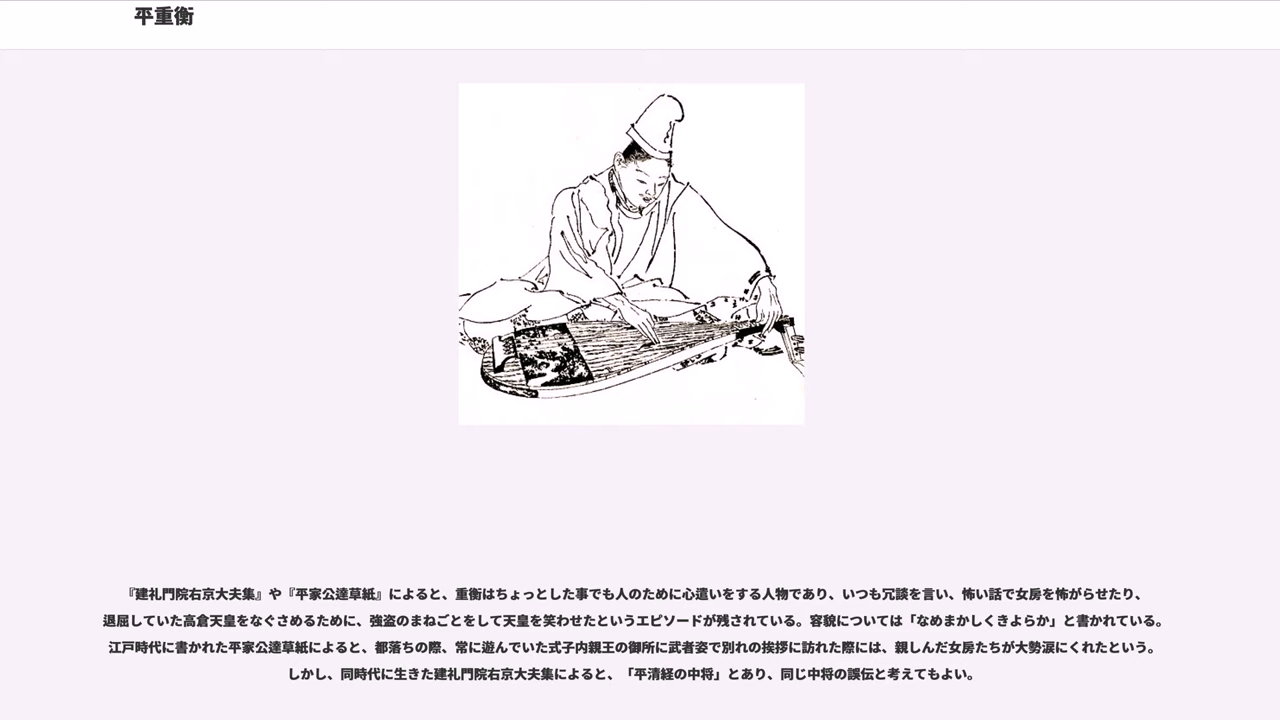 平重衡
『建礼門院右京大夫集』や『平家公達草紙』によると、重衡はちょっとした事でも人のために心遣いをする人物であり、いつも冗談を言い、怖い話で女房を怖がらせたり、
退屈していた高倉天皇をなぐさめるために、強盗のまねごとをして天皇を笑わせたというエピソードが残されている。容貌については「なめまかしくきよらか」と書かれている。
江戸時代に書かれた平家公達草紙によると、都落ちの際、常に遊んでいた式子内親王の御所に武者姿で別れの挨拶に訪れた際には、親しんだ女房たちが大勢涙にくれたという。
しかし、同時代に生きた建礼門院右京大夫集によると、「平清経の中将」とあり、同じ中将の誤伝と考えてもよい。